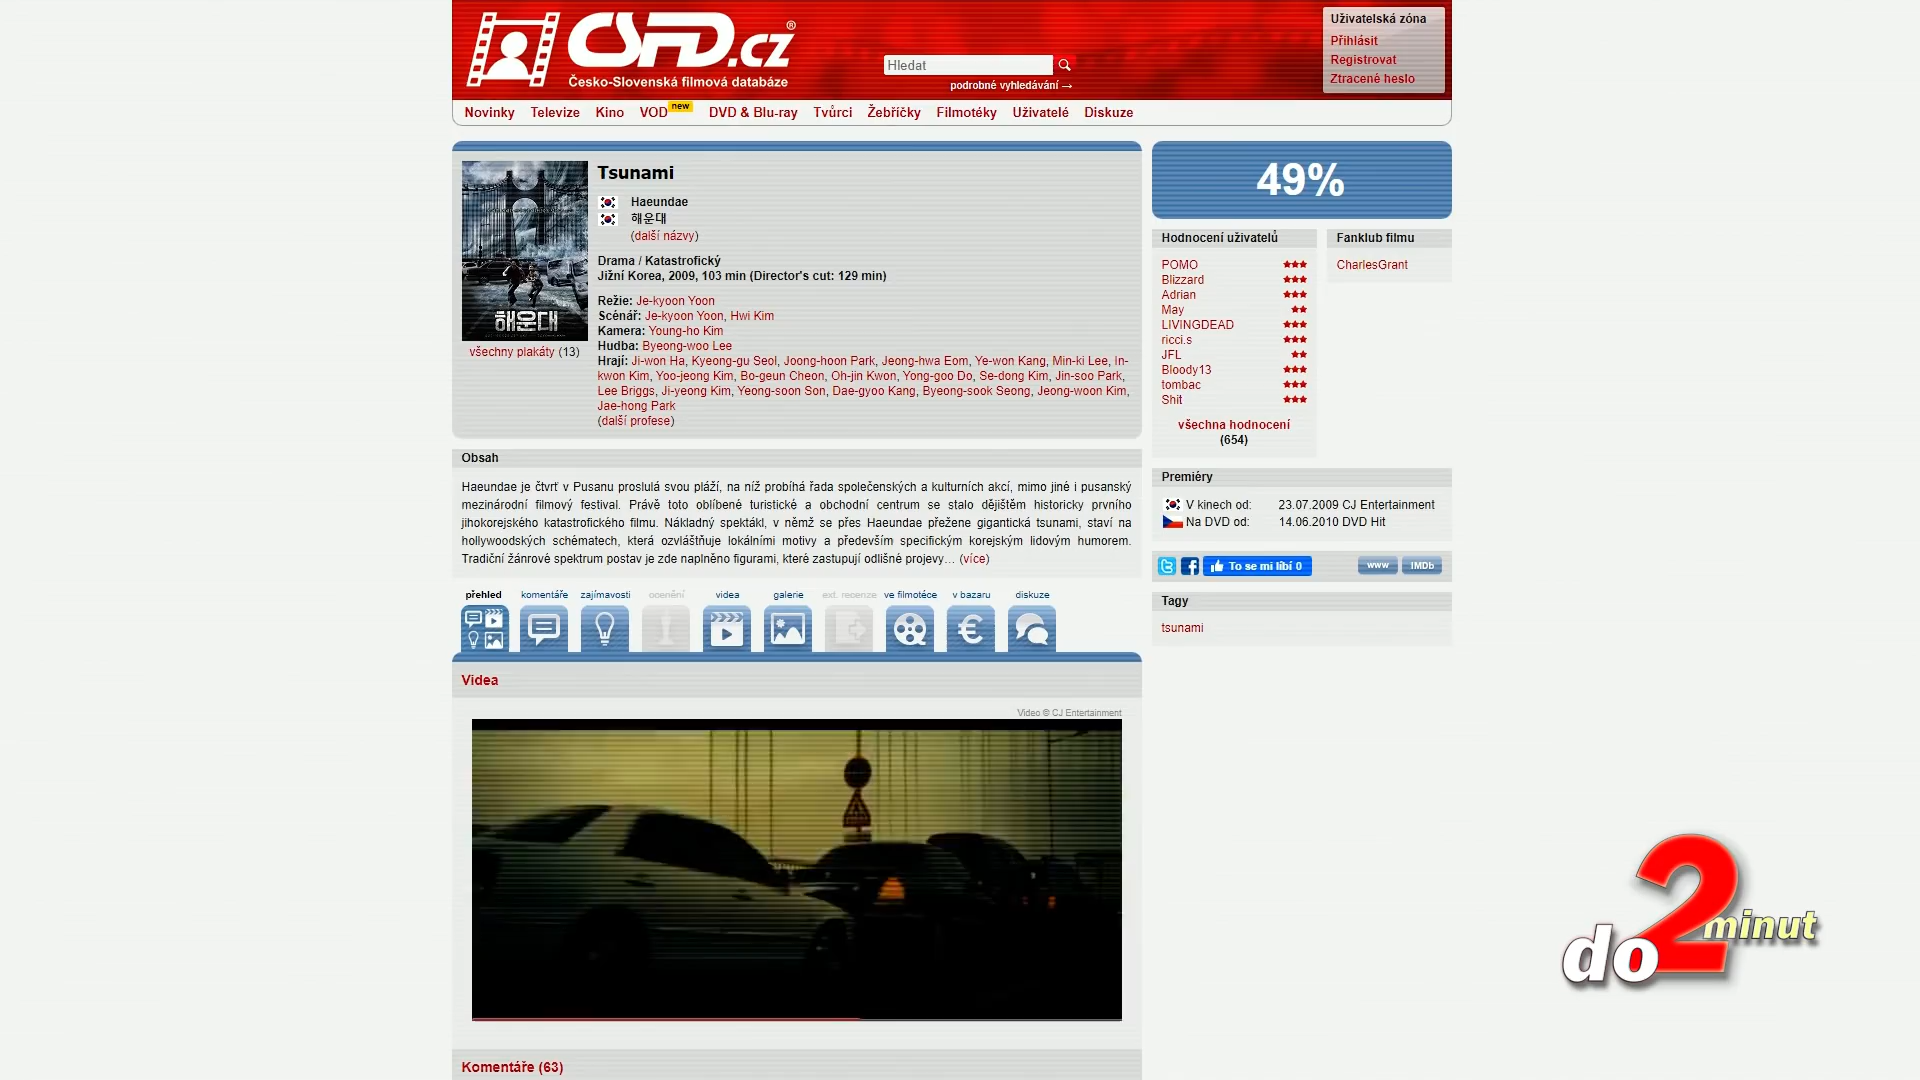 ČSFD.cz®
Česko-Slovenská filmová databáze
Hledat
podrobné vyhledávání →
Uživatelská zóna
Přihlásit
Registrovat
Ztracené heslo
Novinky Televize Kino VOD new DVD & Blu-ray Tvůrci Žebříčky Filmotéky Uživatelé Diskuze
해운대
všechny plakáty (13)
Tsunami
Haeundae
해운대
(další názvy)
Drama / Katastrofický
Jižní Korea, 2009, 103 min (Director's cut: 129 min)
Režie: Je-kyoon Yoon
Scénář: Je-kyoon Yoon, Hwi Kim
Kamera: Young-ho Kim
Hudba: Byeong-woo Lee
Hrají: Ji-won Ha, Kyeong-gu Seol, Joong-hoon Park, Jeong-hwa Eom, Ye-won Kang, Min-ki Lee, In-
kwon Kim, Yoo-jeong Kim, Bo-geun Cheon, Oh-jin Kwon, Yong-goo Do, Se-dong Kim, Jin-soo Park,
Lee Briggs, Ji-yeong Kim, Yeong-soon Son, Dae-gyoo Kang, Byeong-sook Seong, Jeong-woon Kim,
Jae-hong Park
(další profese)
Obsah
Haeundae je čtvrť v Pusanu proslulá svou pláží, na níž probíhá řada společenských a kulturních akcí, mimo jiné i pusanský
mezinárodní filmový festival. Právě toto oblíbené turistické a obchodní centrum se stalo dějištěm historicky prvního
jihokorejského katastrofického filmu. Nákladný spektákl, v němž se přes Haeundae přežene gigantická tsunami, staví na
hollywoodských schématech, která ozvláštňuje lokálními motivy a především specifickým korejským lidovým humorem.
Tradiční žánrové spektrum postav je zde naplněno figurami, které zastupují odlišné projevy… (více)
přehled komentáře zajímavosti ocenění videa galerie ext. recenze ve filmotéce v bazaru diskuze
Videa
Video © CJ Entertainment
Komentáře (63)
49%
Hodnocení uživatelů
POMO ★★★
Blizzard ★★★
Adrian ★★★
May ★★
LIVINGDEAD ★★★
ricci.s ★★★
JFL ★★
Bloody13 ★★★
tombac ★★★
Shit ★★★
všechna hodnocení
(654)
Fanklub filmu
CharlesGrant
Premiéry
V kinech od: 23.07.2009 CJ Entertainment
Na DVD od: 14.06.2010 DVD Hit
To se mi líbí 0
www IMDb
Tagy
tsunami
do 2 minut